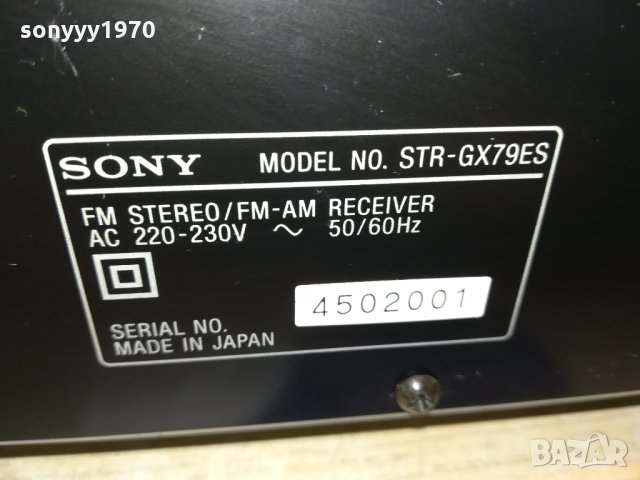 sonyyy1970
SONY MODEL NO. STR-GX79ES
FM STEREO/FM-AM RECEIVER
AC 220-230V ~ 50/60Hz
4502001
SERIAL NO.
MADE IN JAPAN
BAZAR